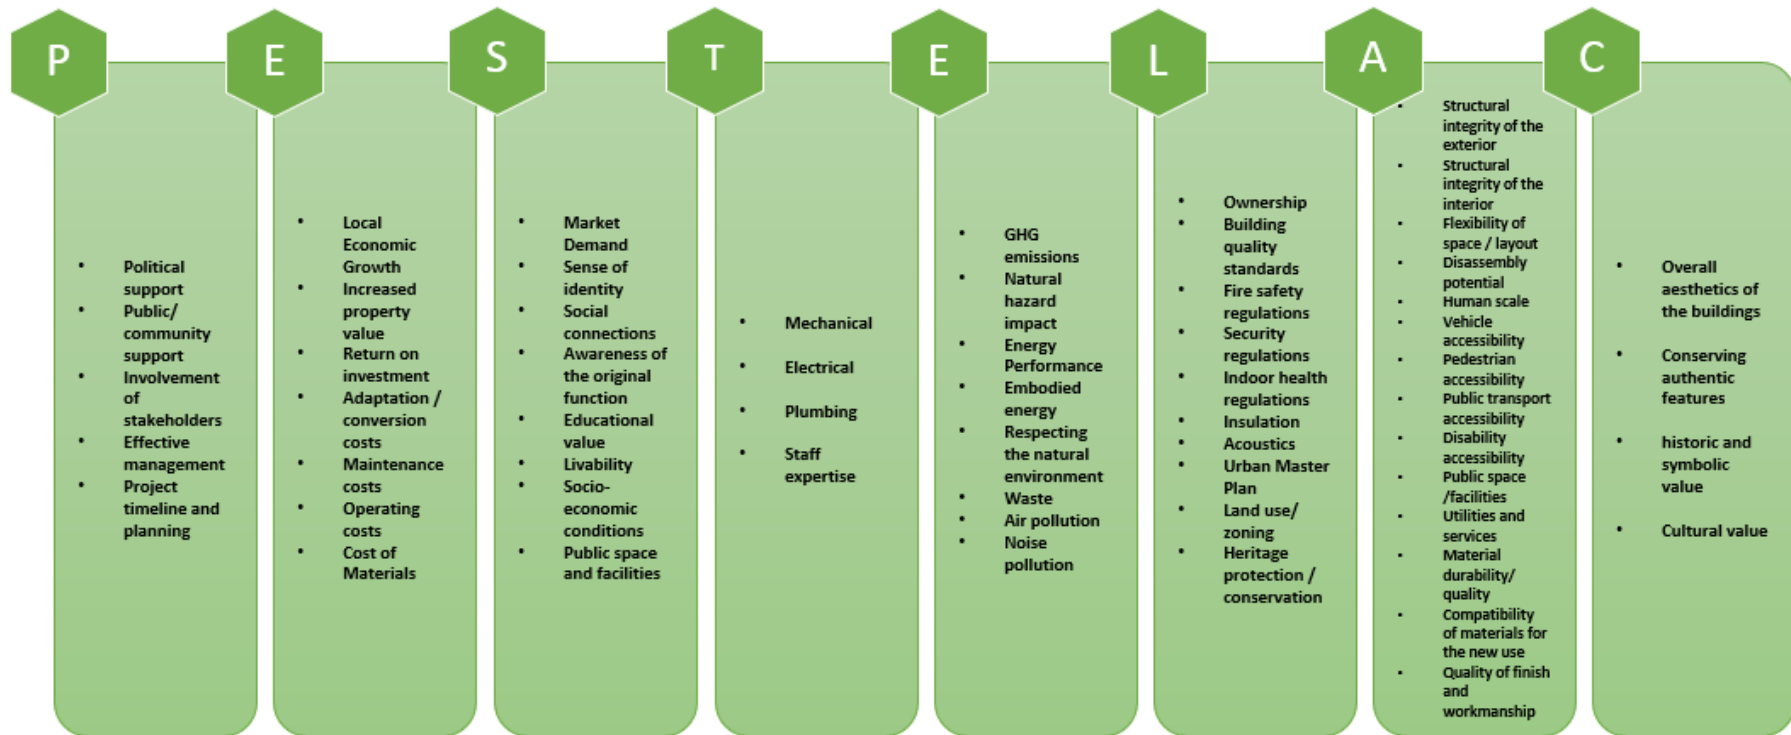 P
• Political
support
• Public/
community
support
• Involvement
of
stakeholders
• Effective
management
• Project
timeline and
planning
E
• Local
Economic
Growth
• Increased
property
value
• Return on
investment
• Adaptation /
conversion
costs
• Maintenance
costs
• Operating
costs
• Cost of
Materials
S
• Market
Demand
• Sense of
identity
• Social
connections
• Awareness of
the original
function
• Educational
value
• Livability
• Socio-
economic
conditions
• Public space
and facilities
T
• Mechanical
• Electrical
• Plumbing
• Staff
expertise
E
• GHG
emissions
• Natural
hazard
impact
• Energy
Performance
• Embodied
energy
• Respecting
the natural
environment
• Waste
• Air pollution
• Noise
pollution
L
• Ownership
• Building
quality
standards
• Fire safety
regulations
• Security
regulations
• Indoor health
regulations
• Insulation
• Acoustics
• Urban Master
Plan
• Land use/
zoning
• Heritage
protection /
conservation
A
• Structural
integrity of the
exterior
• Structural
integrity of the
interior
• Flexibility of
space / layout
• Disassembly
potential
• Human scale
• Vehicle
accessibility
• Pedestrian
accessibility
• Public transport
accessibility
• Disability
accessibility
• Public space
/facilities
• Utilities and
services
• Material
durability/
quality
• Compatibility
of materials for
the new use
• Quality of finish
and
workmanship
C
• Overall
aesthetics of
the buildings
• Conserving
authentic
features
• historic and
symbolic
value
• Cultural value